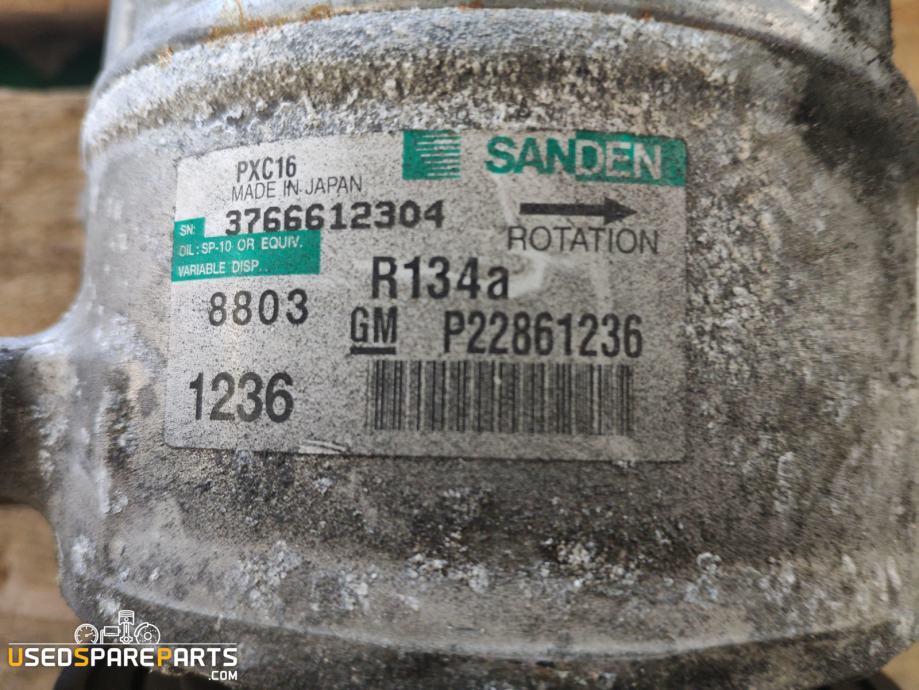 PXC16
MADE IN JAPAN
SANDEN
SN: 3766612304
ROTATION
OIL: SP-10 OR EQUIV.
VARIABLE DISP..
R134a
8803
GM P22861236
1236
USEDSPAREPARTS
.COM